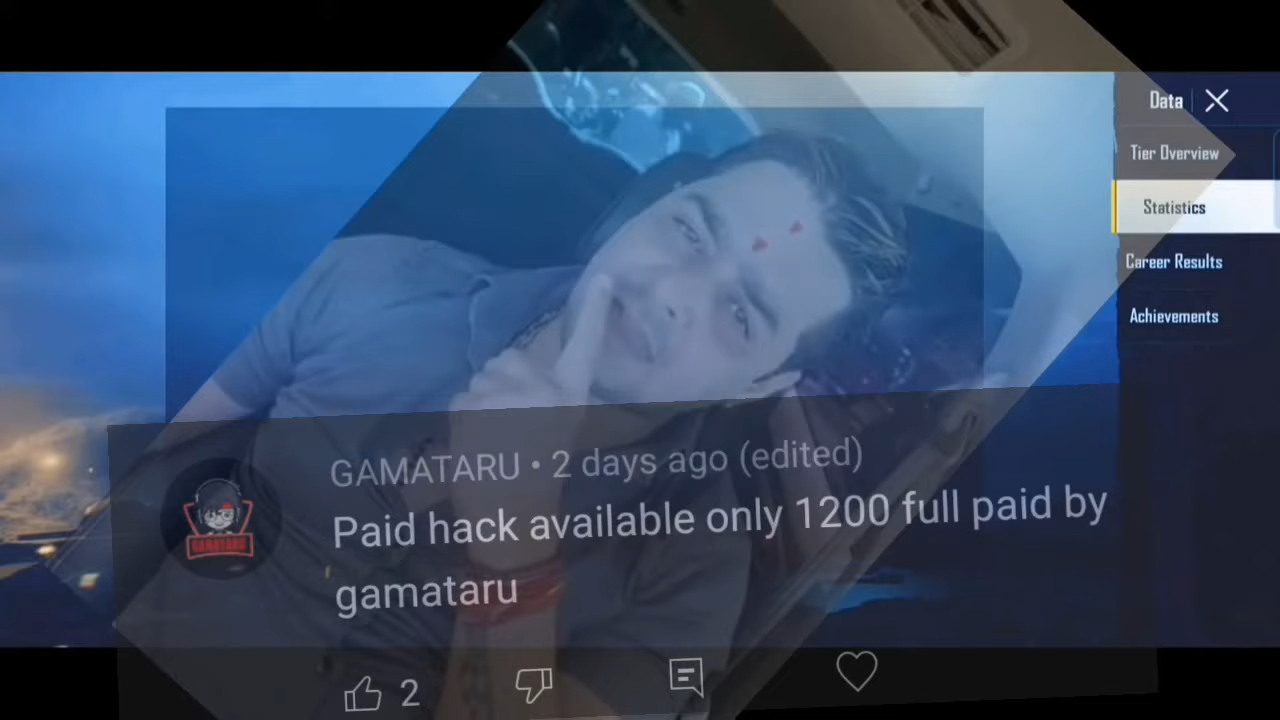 Data
Tier Overview
Statistics
Career Results
Achievements
GAMATARU • 2 days ago (edited)
Paid hack available only 1200 full paid by
gamataru
GAMATARU
2